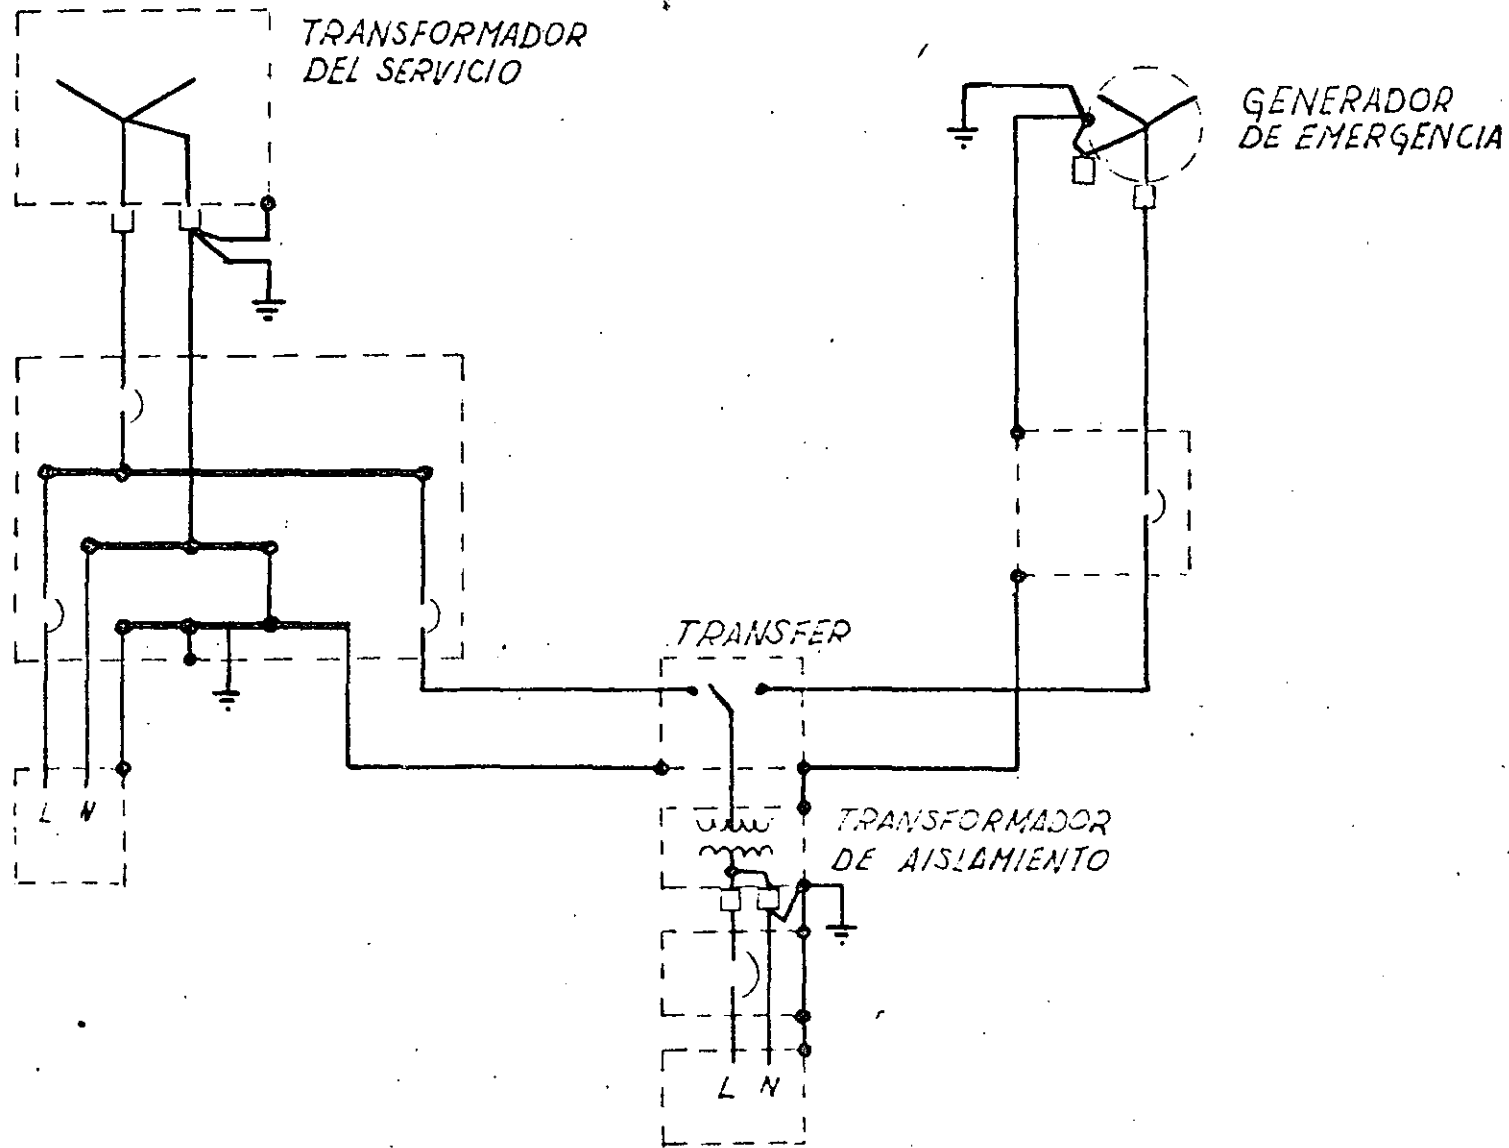 TRANSFORMADOR
DEL SERVICIO
GENERADOR
DE EMERGENCIA
TRANSFER
L N
TRANSFORMADOR
DE AISLAMIENTO
L N